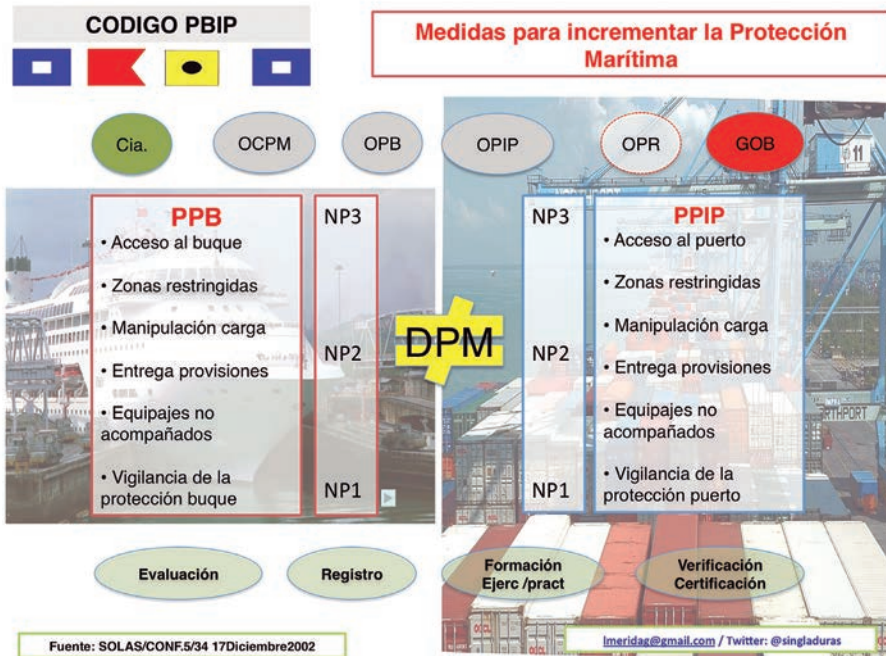 CODIGO PBIP
Medidas para incrementar la Protección
Marítima
Cia.
OCPM
OPB
OPIP
OPR
GOB
11
PPB
• Acceso al buque
• Zonas restringidas
• Manipulación carga
• Entrega provisiones
• Equipajes no
acompañados
• Vigilancia de la
protección buque
NP3
NP2
NP1
DPM
NP3
NP2
NP1
PPIP
• Acceso al puerto
• Zonas restringidas
• Manipulación carga
• Entrega provisiones
• Equipajes no
acompañados
• Vigilancia de la
protección puerto
Evaluación
Registro
Formación
Ejerc /pract
Verificación
Certificación
Fuente: SOLAS/CONF.5/34 17Diciembre2002
lmeridag@gmail.com / Twitter: @singladuras